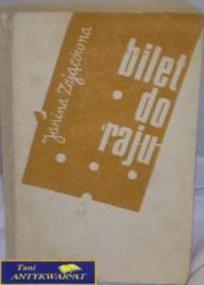 Janina Zającówna
bilet
do
raju
Tani
ANTYKWARIAT